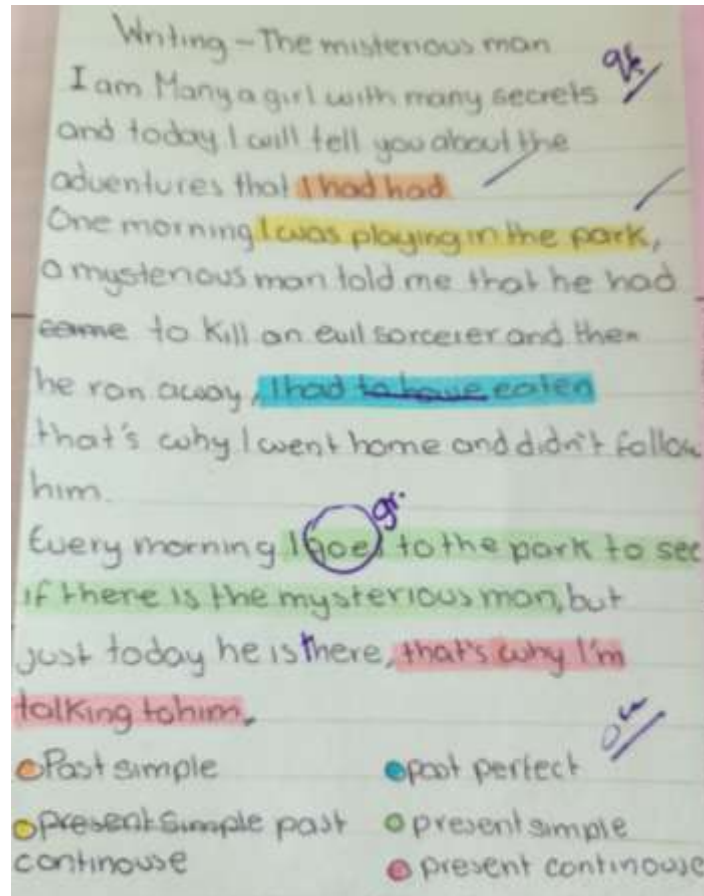 Writing - The misterious man
I am Manya girl with many secrets
and today I will tell you about the
adventures that I had had
One morning I was playing in the park,
a mysterious man told me that he had
came to kill an evil sorcerer and then
he ran away, I had to have eaten
that's why I went home and didn't follow
him.
gr.
Every morning I goes to the park to see
if there is the mysterious man, but
just today he is there, that's why I'm
talking to him.
Past simple past perfect
present simple past present simple
continouse present continouse